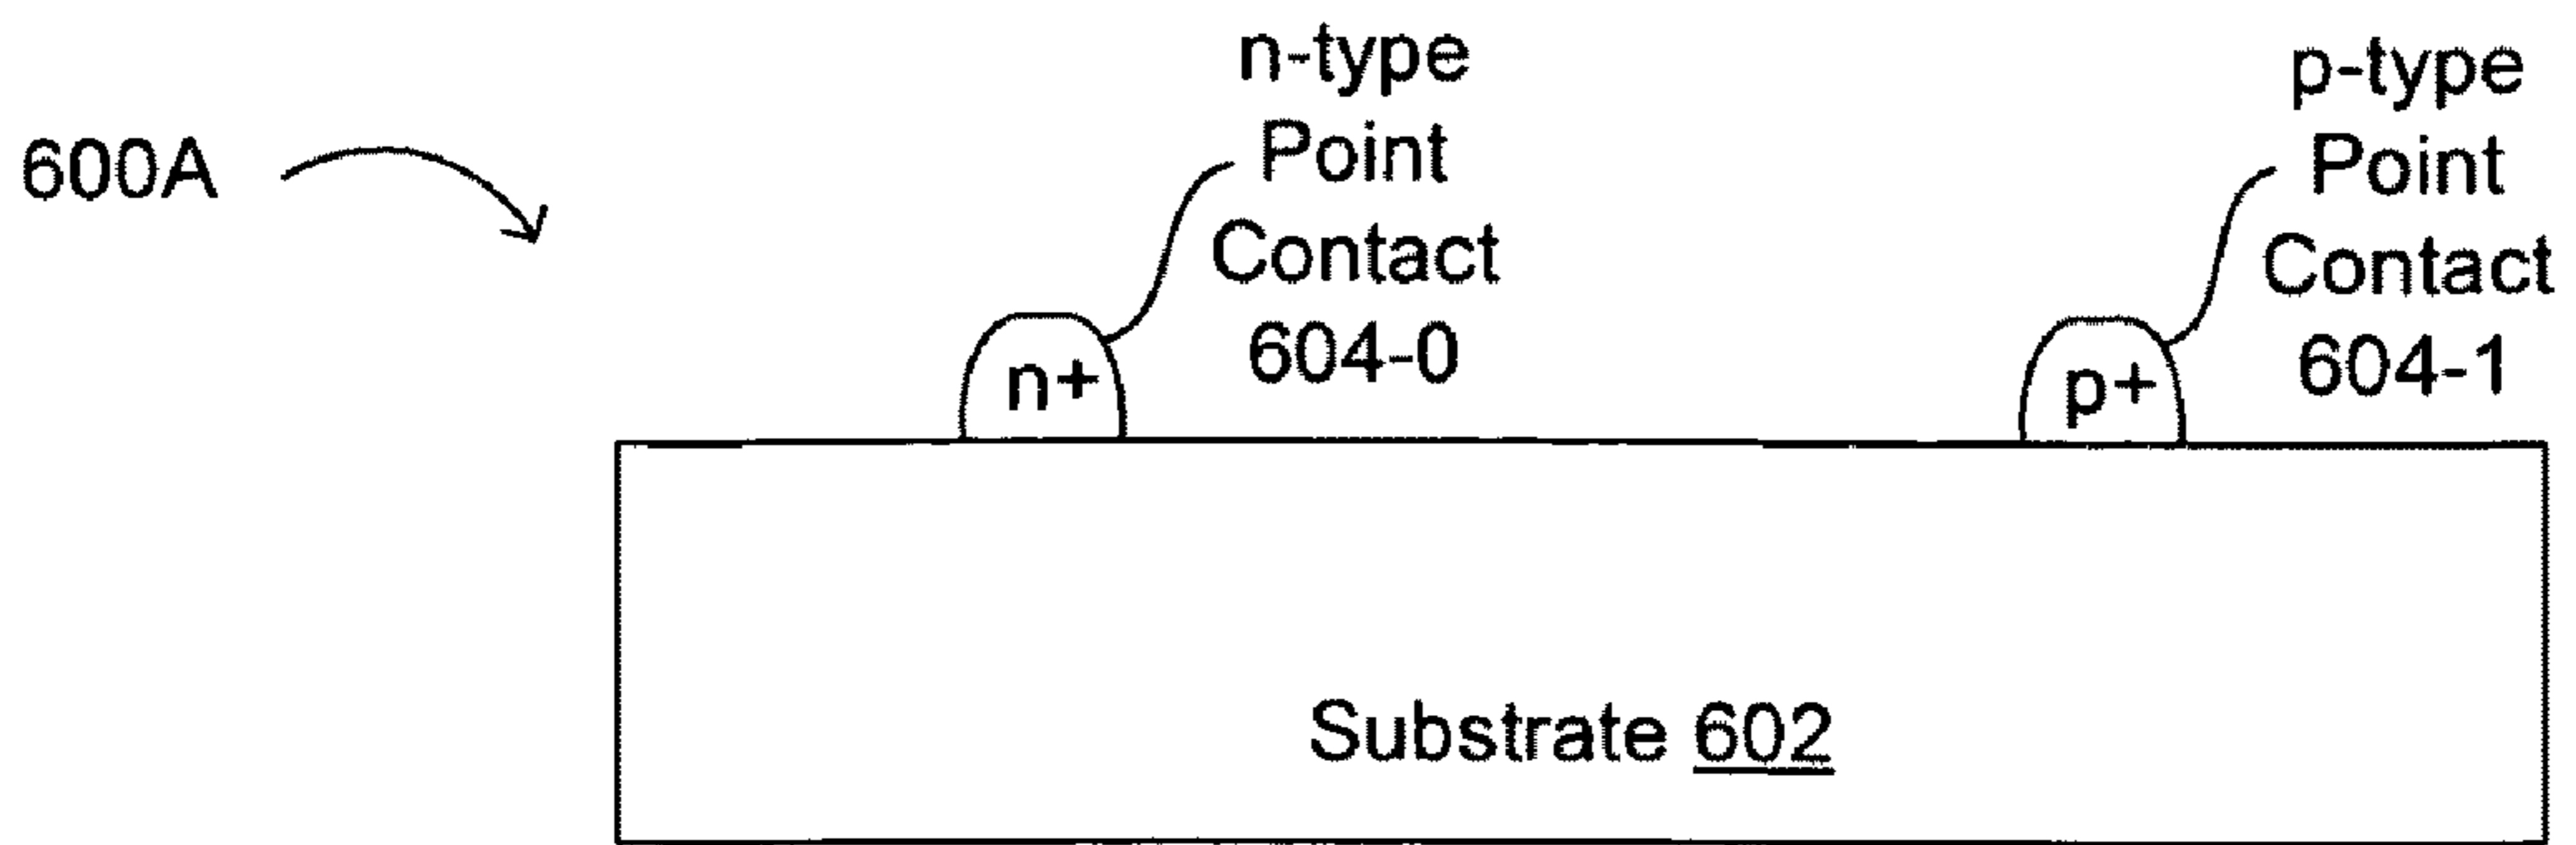 600A
n-type
Point
Contact
604-0
p-type
Point
Contact
604-1
n+
p+
Substrate 602